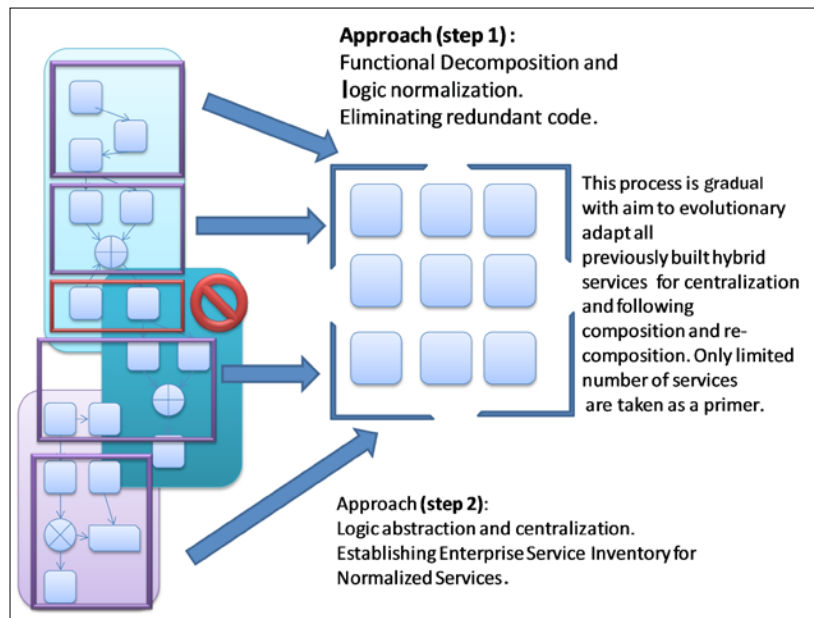 Approach (step 1) :
Functional Decomposition and
logic normalization.
Eliminating redundant code.
This process is gradual
with aim to evolutionary
adapt all
previously built hybrid
services for centralization
and following
composition and re-
composition. Only limited
number of services
are taken as a primer.
Approach (step 2):
Logic abstraction and centralization.
Establishing Enterprise Service Inventory for
Normalized Services.